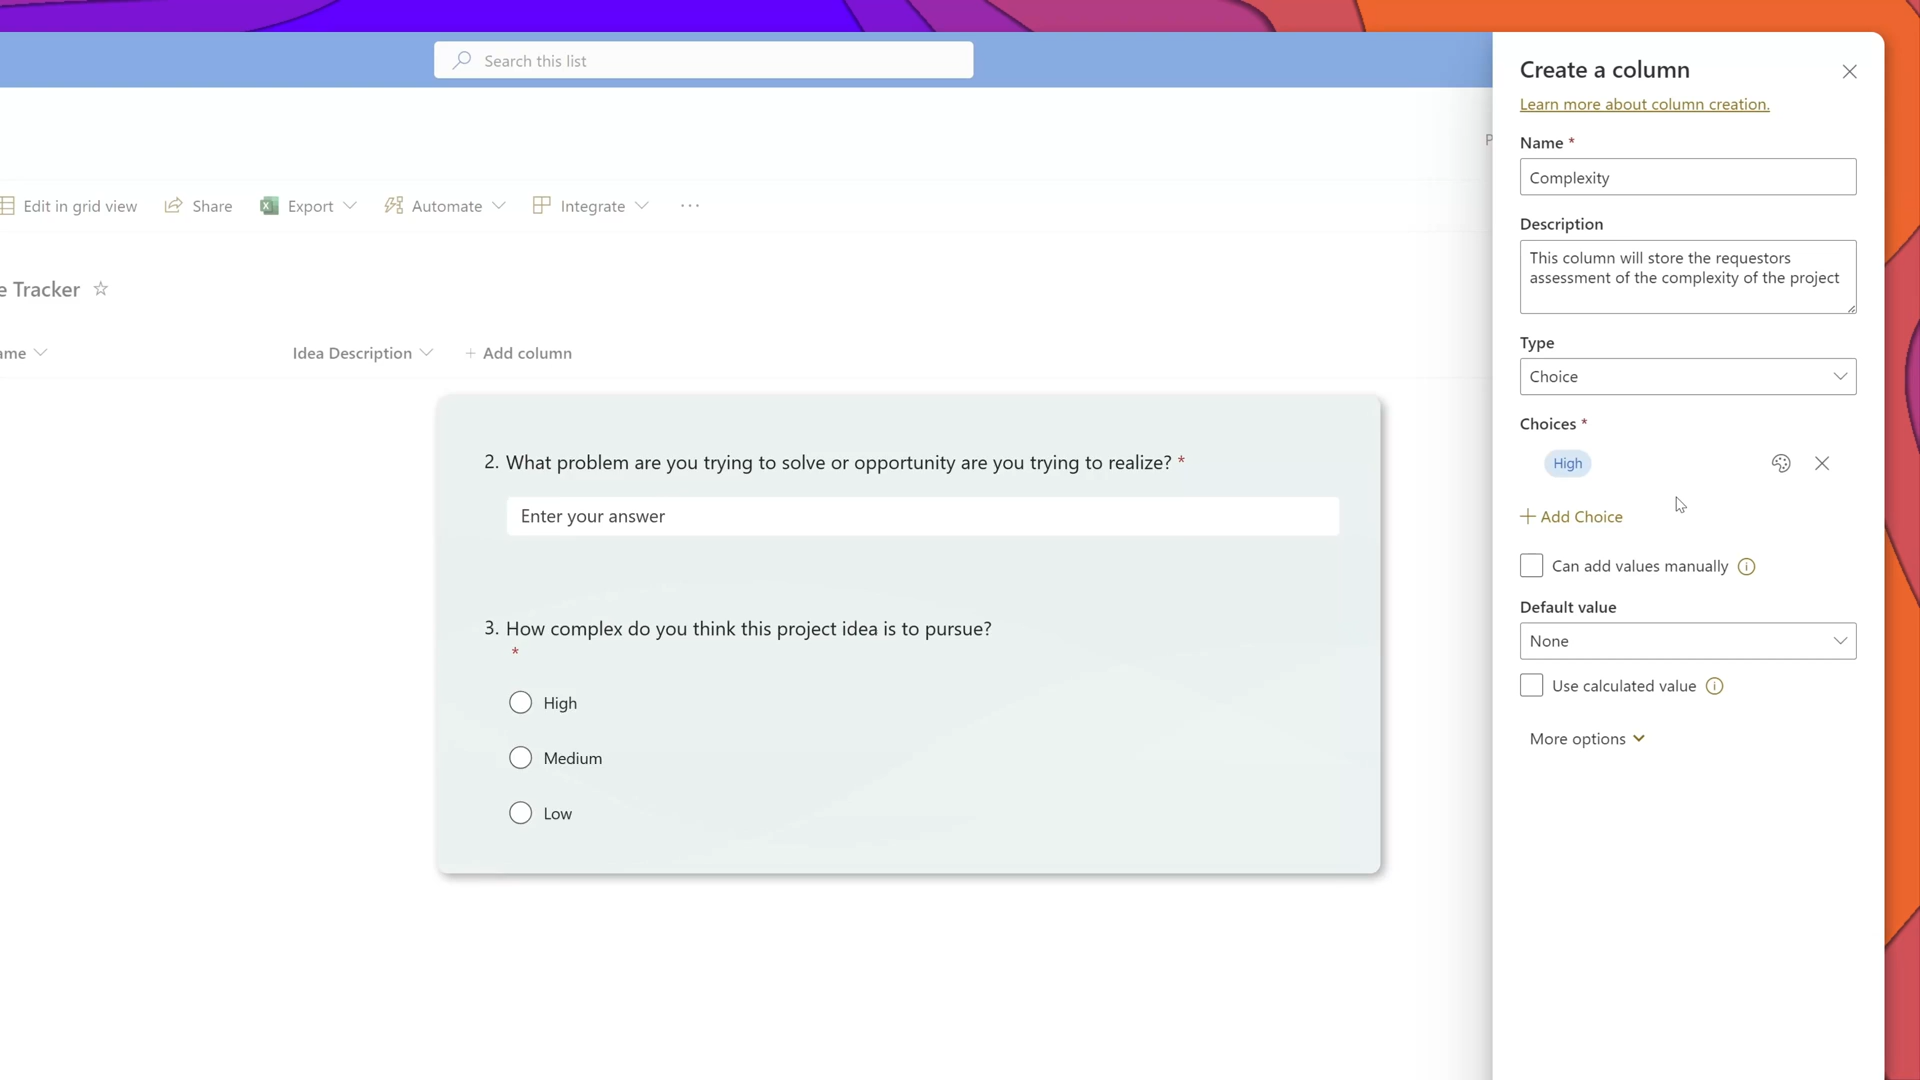 Search this list
P
Edit in grid view
Share
Export
Automate
Integrate
e Tracker
ame
Idea Description
Add column
2. What problem are you trying to solve or opportunity are you trying to realize? *
Enter your answer
3. How complex do you think this project idea is to pursue?
*
High
Medium
Low
Create a column
Learn more about column creation.
Name *
Complexity
Description
This column will store the requestors
assessment of the complexity of the project
Type
Choice
Choices *
High
Add Choice
Can add values manually
Default value
None
Use calculated value
More options